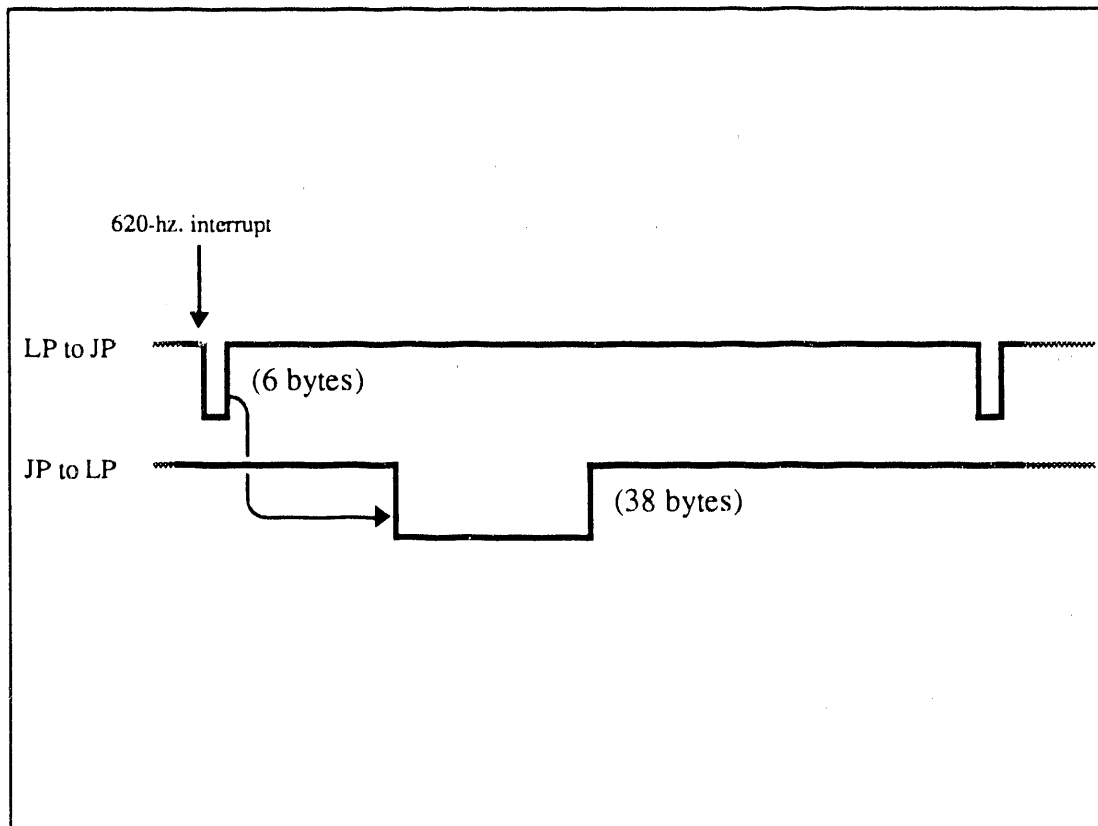 620-hz. interrupt
LP to JP
(6 bytes)
JP to LP
(38 bytes)